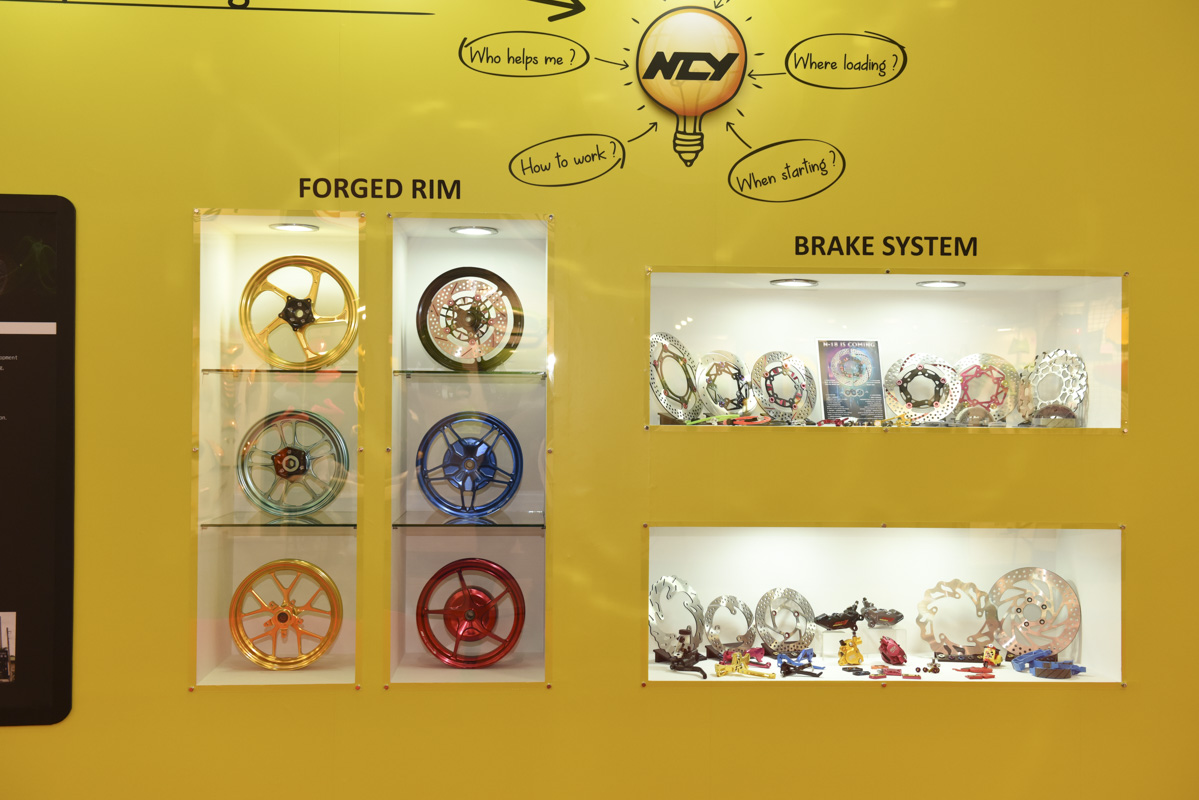 Who helps me ?
NCY
Where loading ?
How to work ?
When starting ?
FORGED RIM
BRAKE SYSTEM
N-18 IS COMING